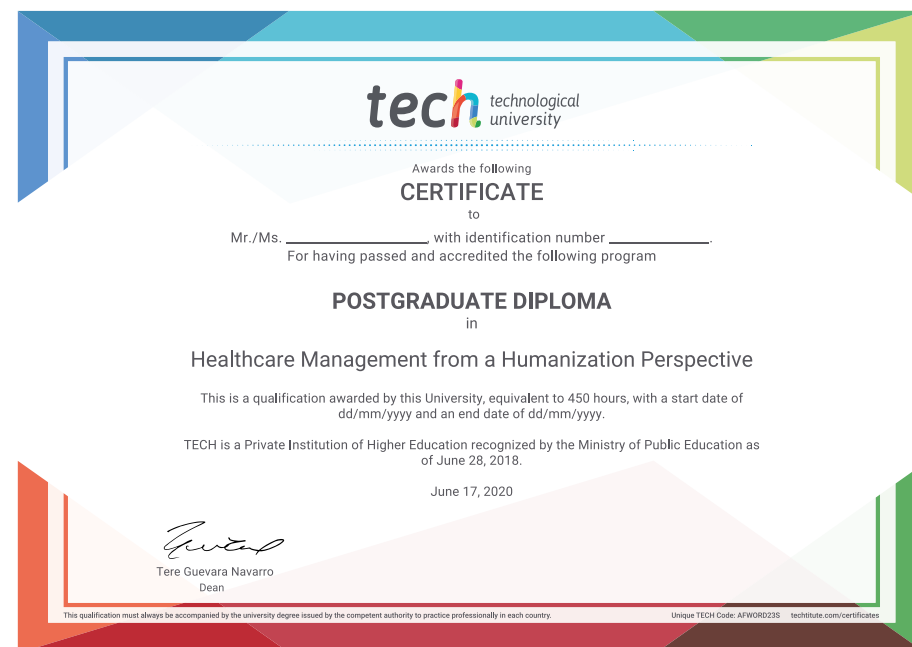 tech technological
university
Awards the following
CERTIFICATE
to
Mr./Ms. ____________, with identification number _________.
For having passed and accredited the following program
POSTGRADUATE DIPLOMA
in
Healthcare Management from a Humanization Perspective
This is a qualification awarded by this University, equivalent to 450 hours, with a start date of
dd/mm/yyyy and an end date of dd/mm/yyyy.
TECH is a Private Institution of Higher Education recognized by the Ministry of Public Education as
of June 28, 2018.
June 17, 2020
Tere Guevara Navarro
Dean
This qualification must always be accompanied by the university degree issued by the competent authority to practice professionally in each country. Unique TECH Code: AFWORD23S techtitute.com/certificates